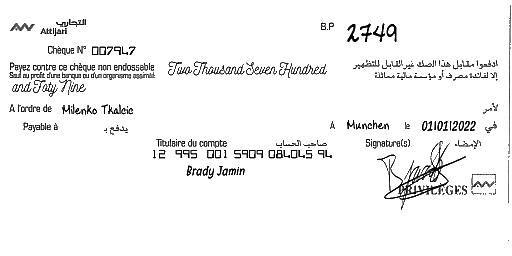 التجاري
Attijari
B.P 2749
Chèque N° 007947
Payez contre ce chèque non endossable
Sauf au profit d'une banque ou d'un organisme assimilé
Two Thousand Seven Hundred
ادفعوا مقابل هذا الصك غير القابل للتظهير
إلا لفائدة مصرف أو مؤسسة مالية مماثلة
and Foty Nine
A l'ordre de Milenko Tkalcic لأمر
Payable à يدفع بـ
A Munchen le 01/01/2022 في
Titulaire du compte صاحب الحساب
Signature(s) الإمضاء
12 995 001 5909 084045 94
Brady Jamin
PRIVILEGES